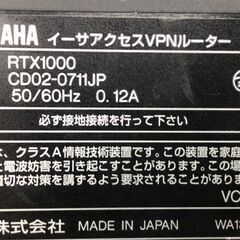 AHA イーサアクセスVPNルーター
RTX1000
CD02-0711JP
50/60Hz 0.12A
必ず接地接続を行って下さい
は、クラスA情報技術装置です。この装置を家庭
と電波妨害を引き起こすことがあります。この
適切な対策を講ずるよう要求されることがあり
VC
株式会社 MADE IN JAPAN WA1